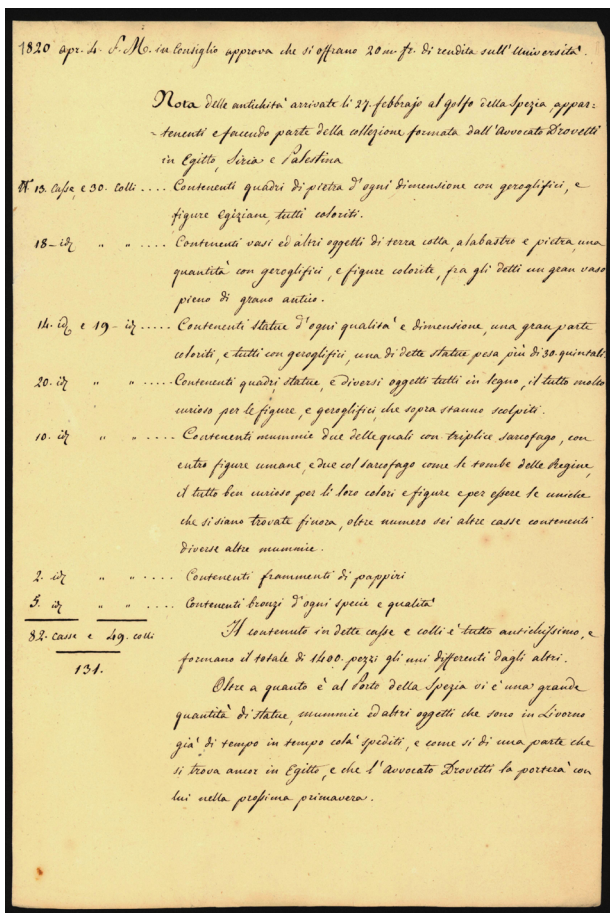 1820 apr. 4. S. M. in Consiglio approva che si offrano 20 m. fr. di rendita sull'Università.
Nota delle antichità arrivate li 27. febbrajo al golfo della Spezia, appar-
-tenenti e facendo parte della collezione formata dall'Avvocato Drovetti
in Egitto, Siria e Palestina
N 13. Casse, e 30. Colli .... Contenenti quadri di pietra d'ogni dimensione con geroglifici, e
figure egiziane, tutti coloriti.
18 - id " " .... Contenenti vasi ed altri oggetti di terra cotta, alabastro e pietra, una
quantità con geroglifici, e figure colorite, fra gli detti un gran vaso
pieno di grano antico.
14. id e 19 - id ..... Contenenti statue d'ogni qualità e dimensione, una gran parte
coloriti, e tutti con geroglifici, una di dette statue pesa più di 30. quintali.
20. id " " ..... Contenenti quadri, statue, e diversi oggetti tutti in legno, il tutto molto
curioso per le figure, e geroglifici, che sopra stanno scolpiti.
10. id " " ..... Contenenti mummie due delle quali con triplice sarcofago, con
entro figure umane, e due col sarcofago come le tombe delle Regine,
il tutto ben curioso per li loro colori e figure e per essere le uniche
che si siano trovate finora, oltre numero sei altre casse contenenti
diverse altre mummie.
2. id " " .... Contenenti frammenti di pappiri
5. id " " .... Contenenti bronzi d'ogni specie e qualità
82. casse e 49. colli Il contenuto in dette casse e colli è tutto antichissimo, e
formano il totale di 1400. pezzi gli uni differenti dagli altri.
131.
Oltre a quanto è al Porto della Spezia vi è una grande
quantità di statue, mummie ed altri oggetti che sono in Livorno
già di tempo in tempo colà spediti, e come si di una parte che
si trova ancor in Egitto, e che l'Avvocato Drovetti la porterà con
lui nella prossima primavera.